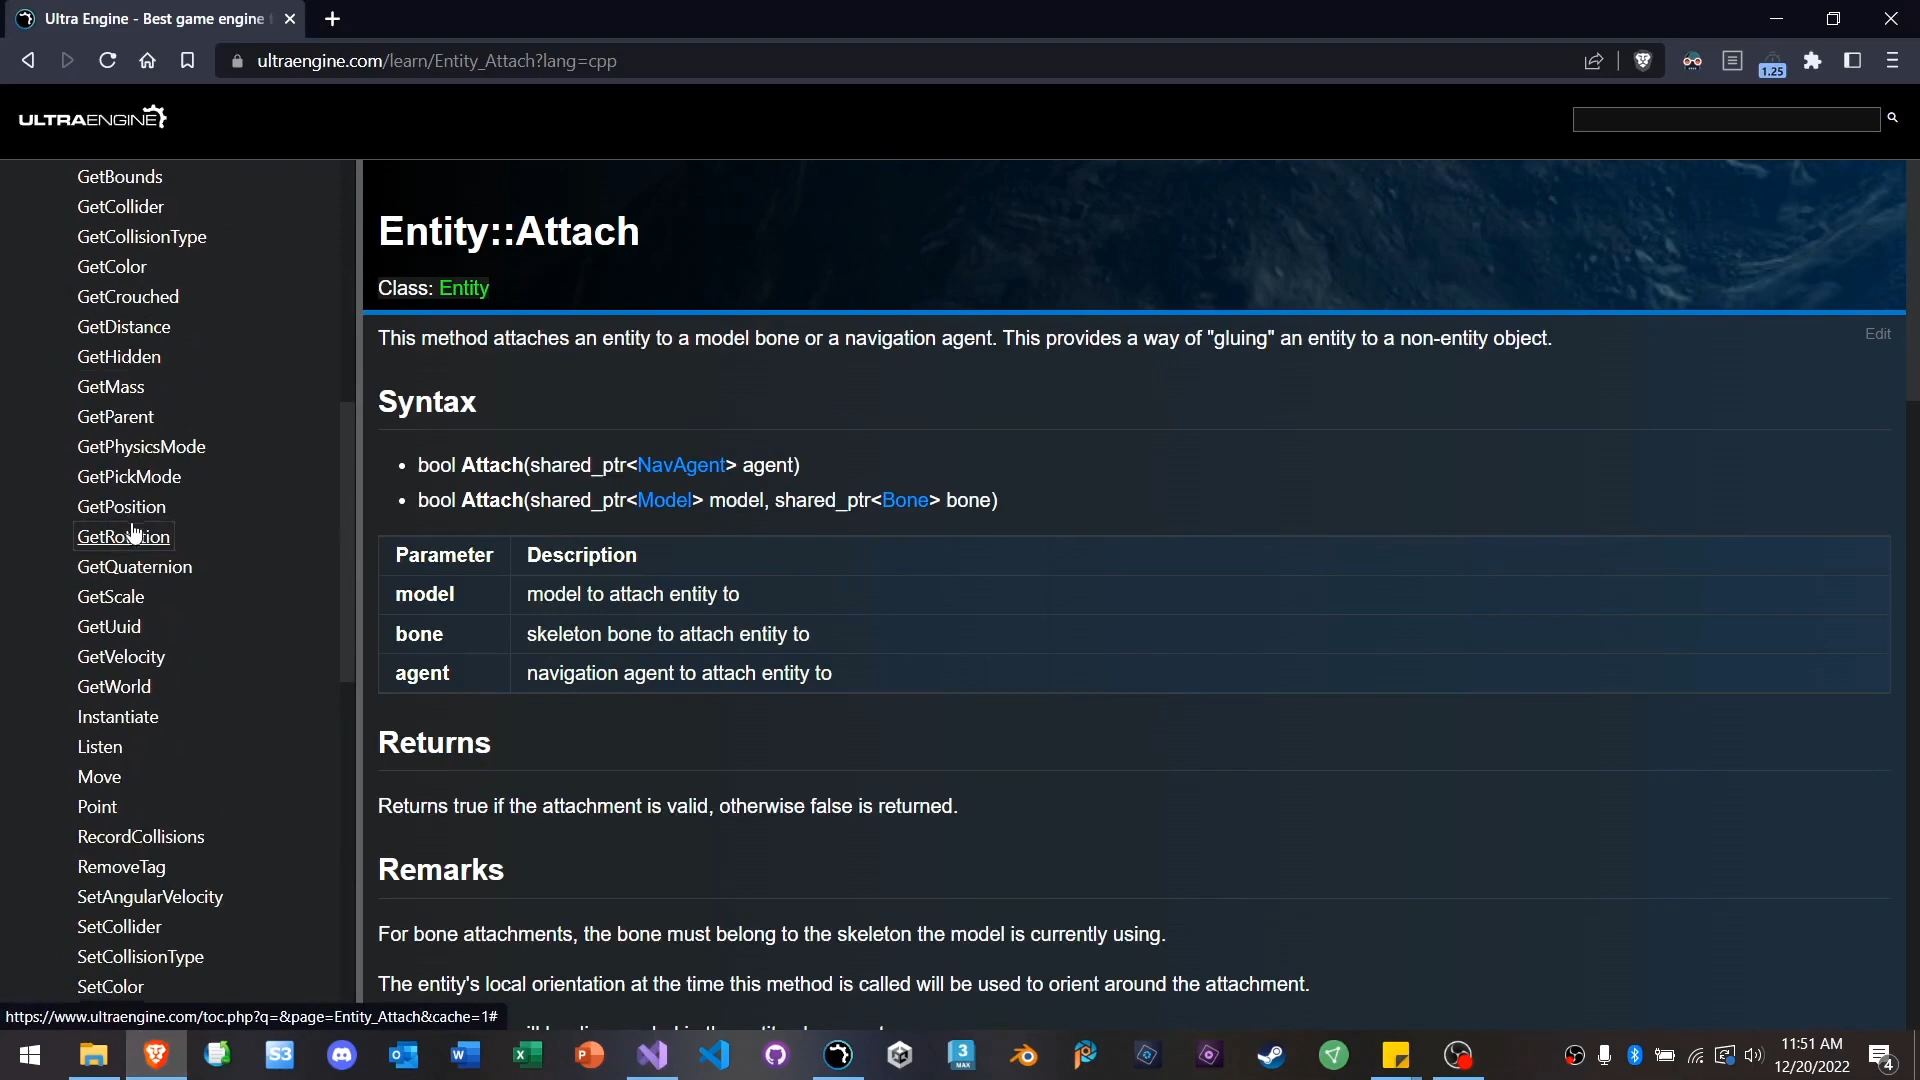 Ultra Engine - Best game engine
ultraengine.com/learn/Entity_Attach?lang=cpp
1.25
ULTRAENGINE
GetBounds
GetCollider
GetCollisionType
GetColor
GetCrouched
GetDistance
GetHidden
GetMass
GetParent
GetPhysicsMode
GetPickMode
GetPosition
GetRotation
GetQuaternion
GetScale
GetUuid
GetVelocity
GetWorld
Instantiate
Listen
Move
Point
RecordCollisions
RemoveTag
SetAngularVelocity
SetCollider
SetCollisionType
SetColor
Entity::Attach
Class: Entity
This method attaches an entity to a model bone or a navigation agent. This provides a way of "gluing" an entity to a non-entity object.
Edit
Syntax
• bool Attach(shared_ptr<NavAgent> agent)
• bool Attach(shared_ptr<Model> model, shared_ptr<Bone> bone)
Parameter Description
model model to attach entity to
bone skeleton bone to attach entity to
agent navigation agent to attach entity to
Returns
Returns true if the attachment is valid, otherwise false is returned.
Remarks
For bone attachments, the bone must belong to the skeleton the model is currently using.
The entity's local orientation at the time this method is called will be used to orient around the attachment.
https://www.ultraengine.com/toc.php?q=&page=Entity_Attach&cache=1#
S3
3
MAX
11:51 AM
12/20/2022
4